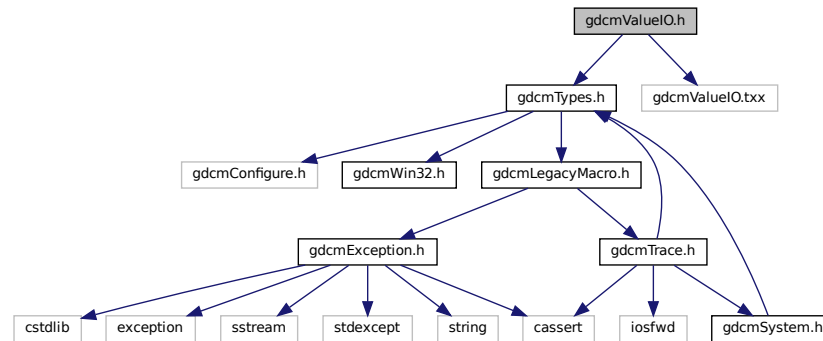 gdcmValueIO.h
gdcmTypes.h
gdcmValueIO.txx
gdcmConfigure.h
gdcmWin32.h
gdcmLegacyMacro.h
gdcmException.h
gdcmTrace.h
cstdlib
exception
sstream
stdexcept
string
cassert
iosfwd
gdcmSystem.h